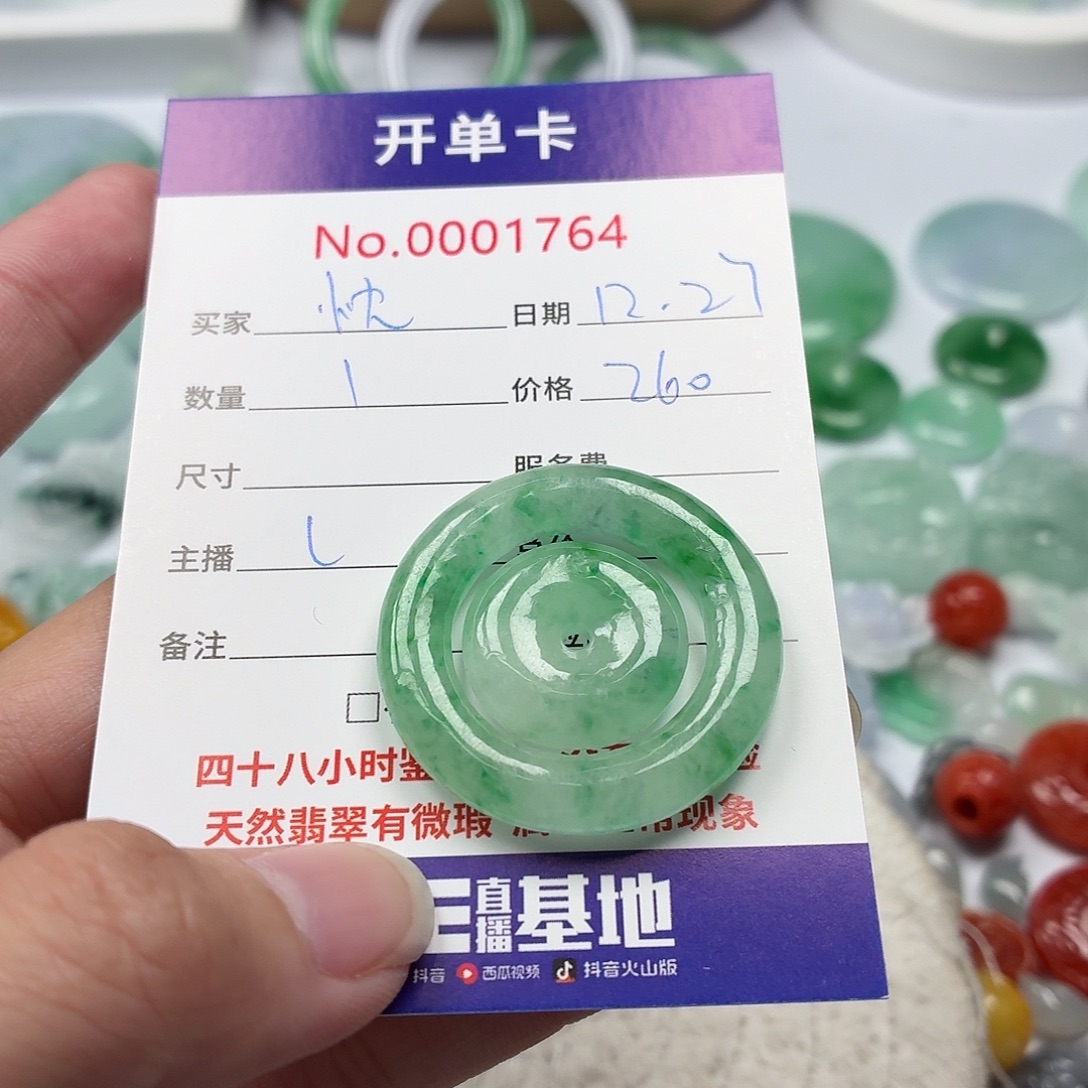 开单卡
No.0001764
买家 忱 日期 12.27
数量 1 价格 260
尺寸 服务费
主播 L
备注
四十八小时鉴
天然翡翠有微瑕 现象
直播基地
抖音 西瓜视频 抖音火山版